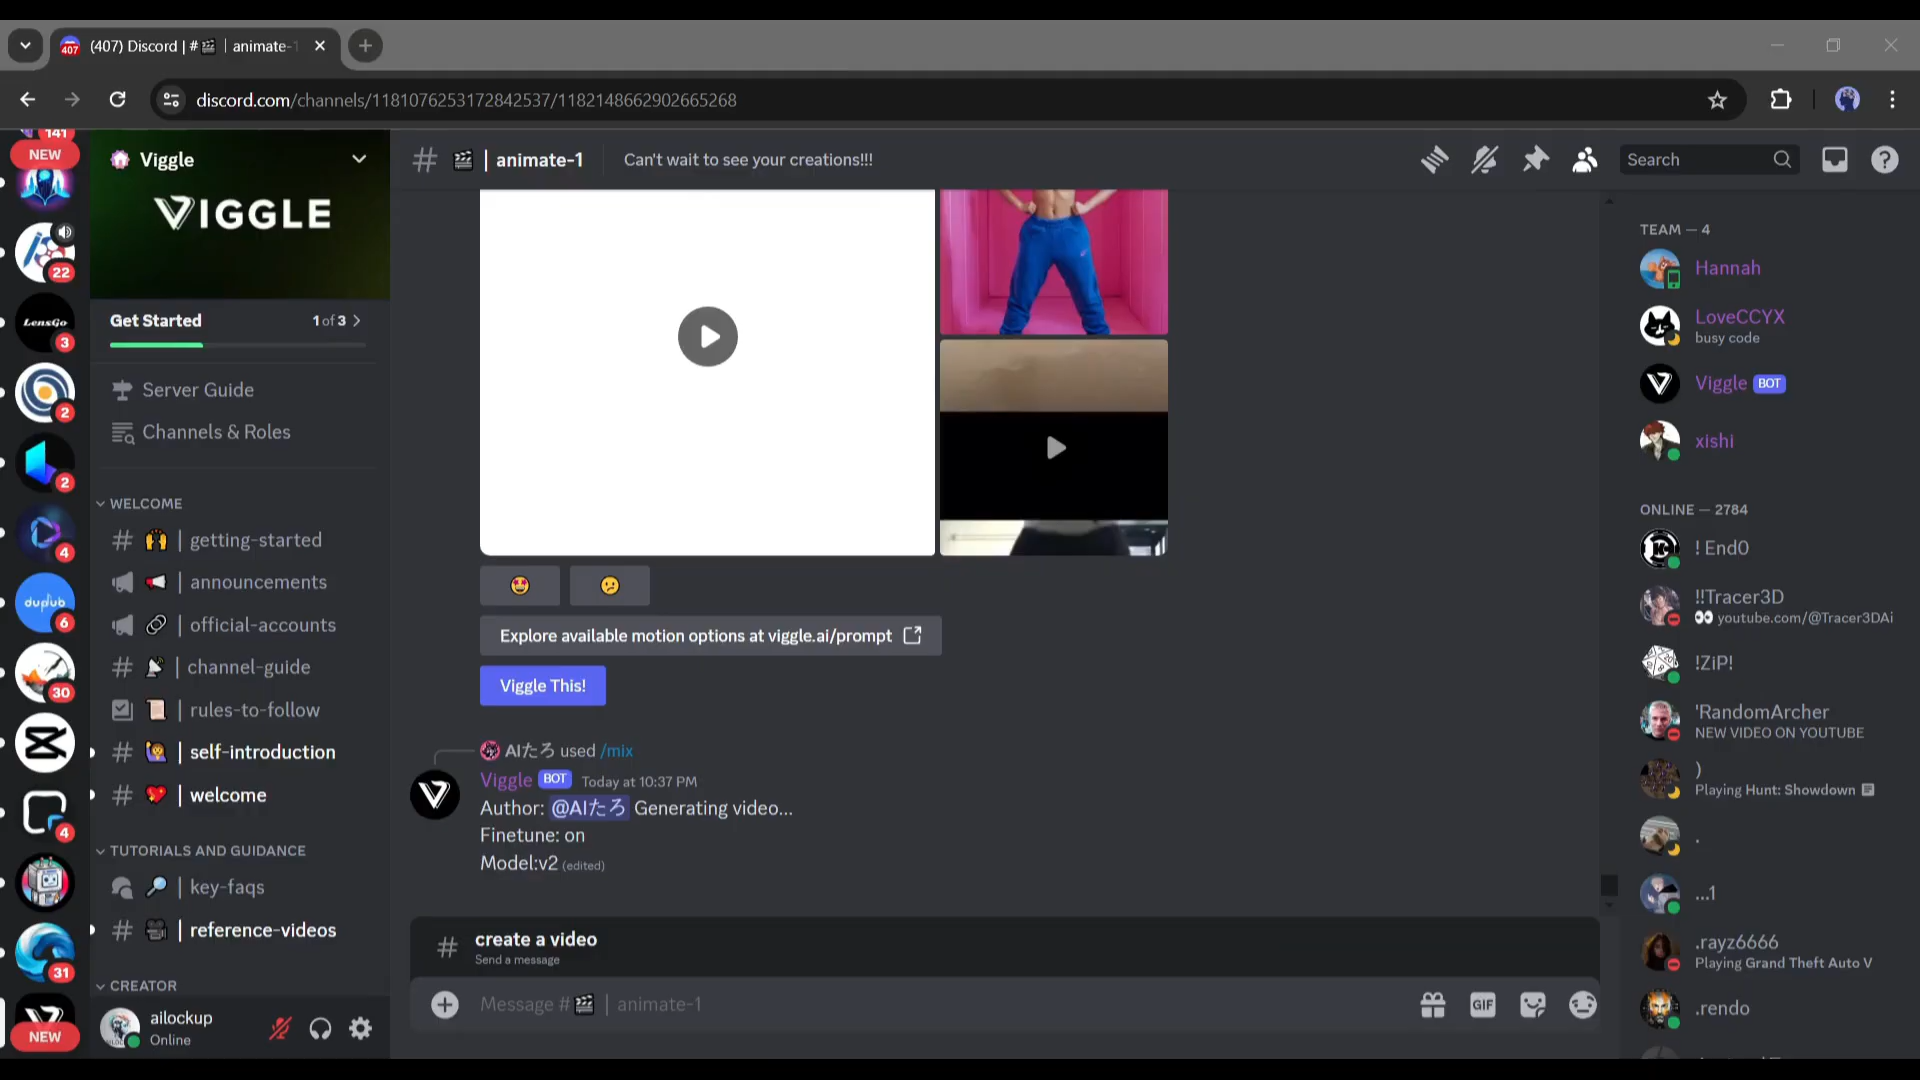 (407) Discord | # | animate-1
discord.com/channels/1181076253172842537/1182148662902665268
141
NEW
22
LensGo
3
2
2
4
duplub
6
30
4
31
NEW
Viggle
VIGGLE
Get Started
1 of 3
Server Guide
Channels & Roles
WELCOME
| getting-started
| announcements
| official-accounts
| channel-guide
| rules-to-follow
| self-introduction
| welcome
TUTORIALS AND GUIDANCE
| key-faqs
| reference-videos
CREATOR
ailockup
Online
| animate-1
Can't wait to see your creations!!!
Search
Explore available motion options at viggle.ai/prompt
Viggle This!
AIたろ used /mix
Viggle BOT Today at 10:37 PM
Author: @AIたろ Generating video...
Finetune: on
Model:v2 (edited)
create a video
Send a message
Message # | animate-1
GIF
TEAM — 4
Hannah
LoveCCYX
busy code
Viggle BOT
xishi
ONLINE — 2784
! End0
!!Tracer3D
youtube.com/@Tracer3DAi
!ZiP!
'RandomArcher
NEW VIDEO ON YOUTUBE
)
Playing Hunt: Showdown
.
...1
.rayz6666
Playing Grand Theft Auto V
.rendo